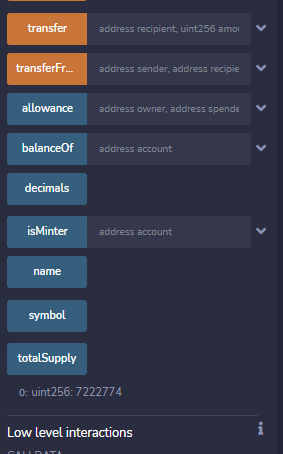 transfer address recipient, uint256 amou
transferFr... address sender, address recipie
allowance address owner, address spende
balanceOf address account
decimals
isMinter address account
name
symbol
totalSupply
0: uint256: 7222774
Low level interactions i
CALLDATA